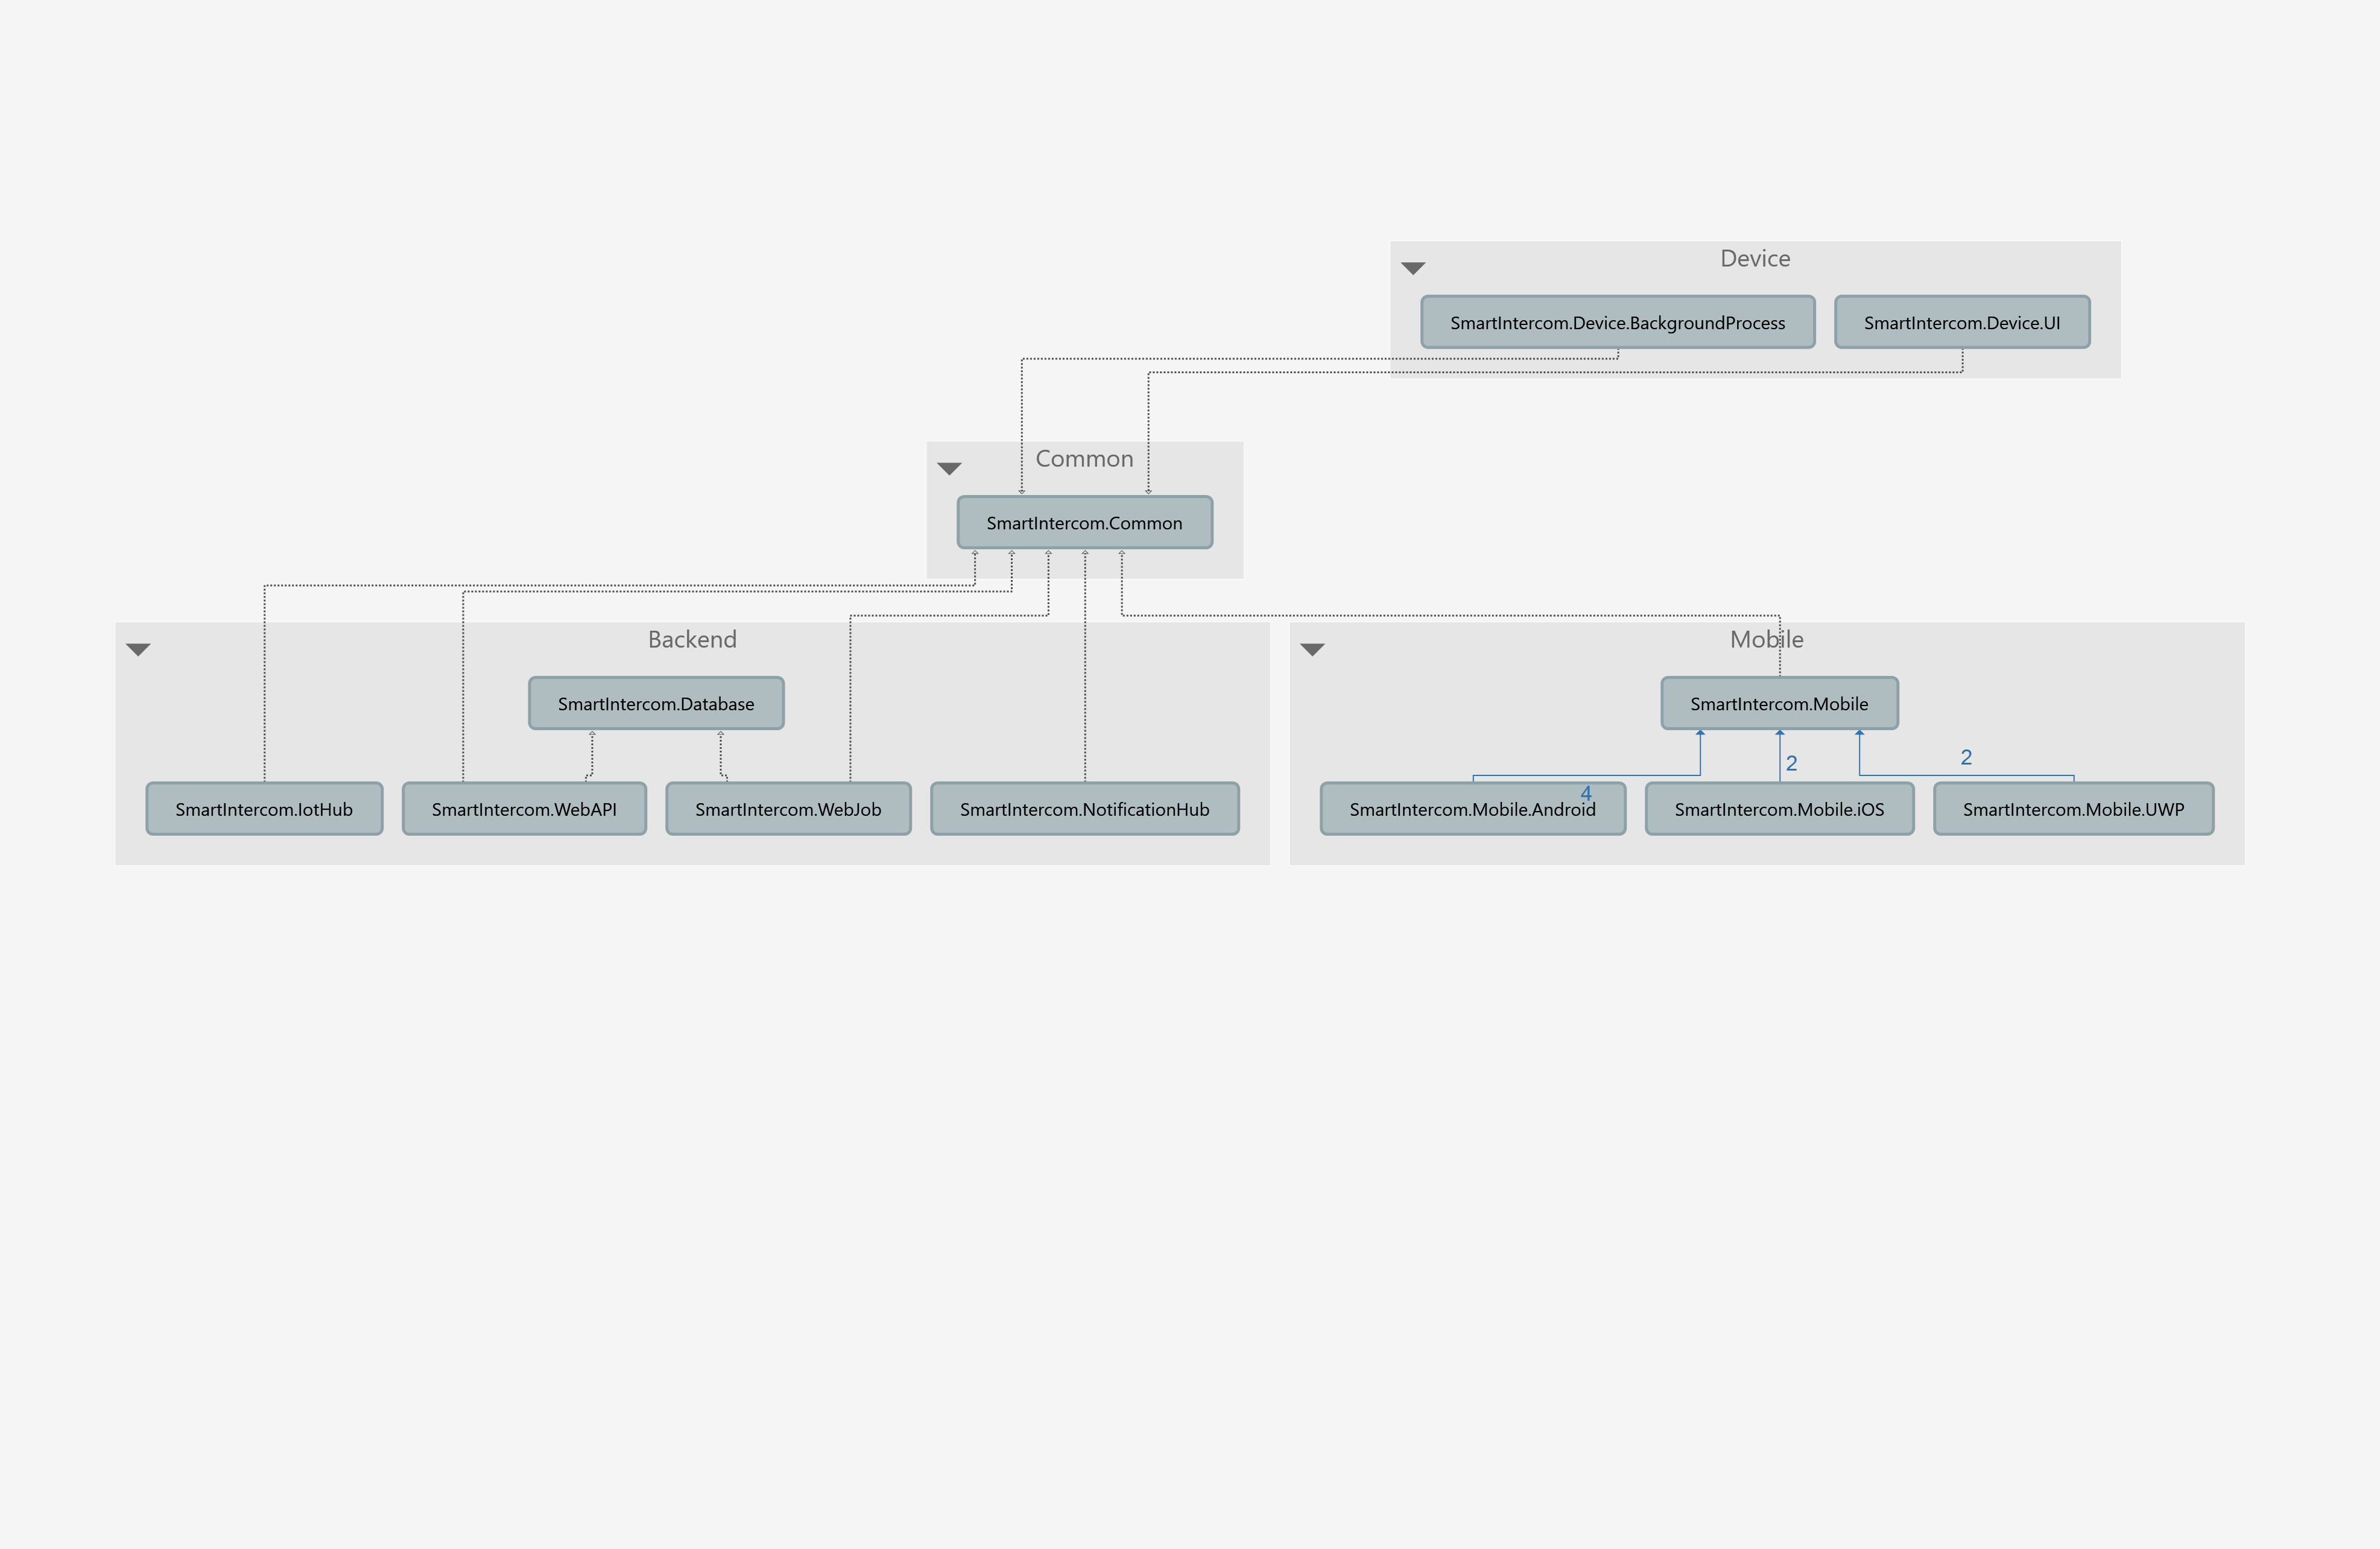 Device
SmartIntercom.Device.BackgroundProcess
SmartIntercom.Device.UI
Common
SmartIntercom.Common
Backend
SmartIntercom.Database
SmartIntercom.IotHub
SmartIntercom.WebAPI
SmartIntercom.WebJob
SmartIntercom.NotificationHub
Mobile
SmartIntercom.Mobile
2
2
4
SmartIntercom.Mobile.Android
SmartIntercom.Mobile.iOS
SmartIntercom.Mobile.UWP